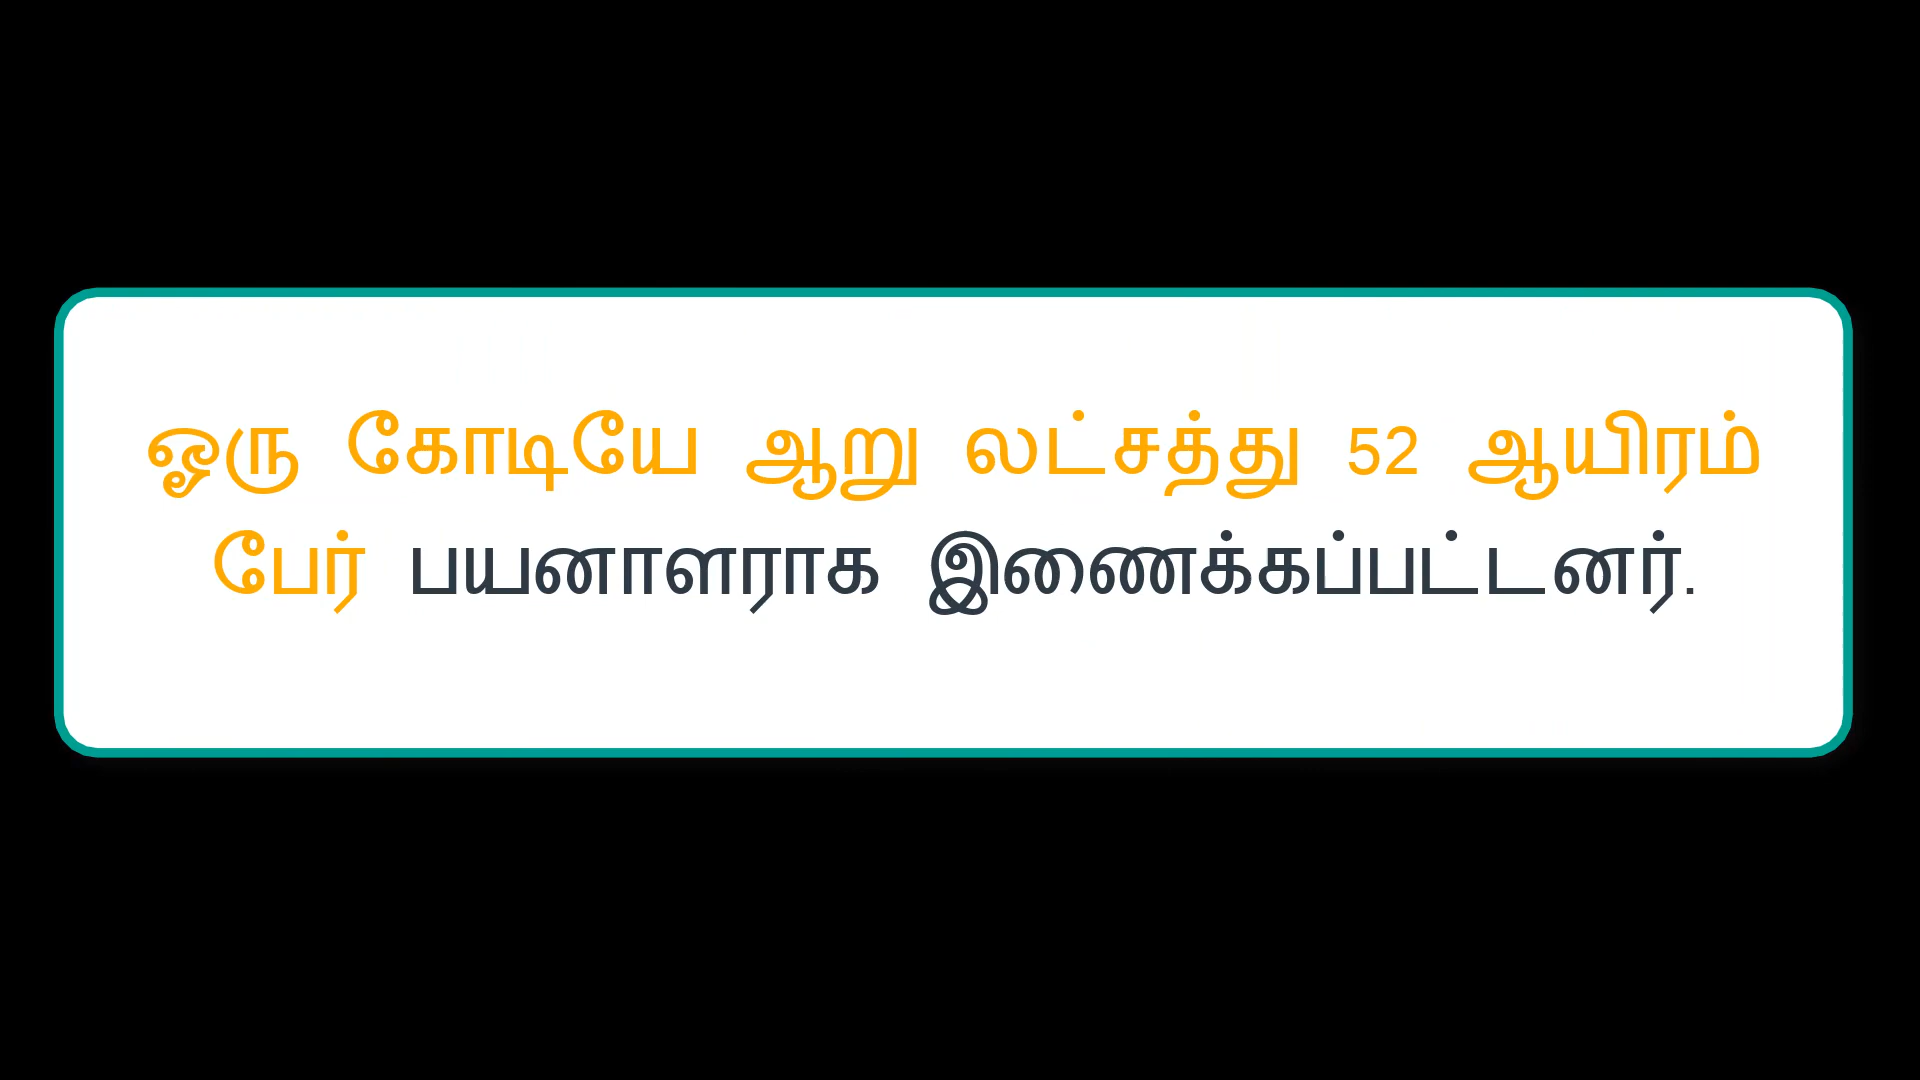 ஒரு கோடியே ஆறு லட்சத்து 52 ஆயிரம்
பேர் பயனாளராக இணைக்கப்பட்டனர்.